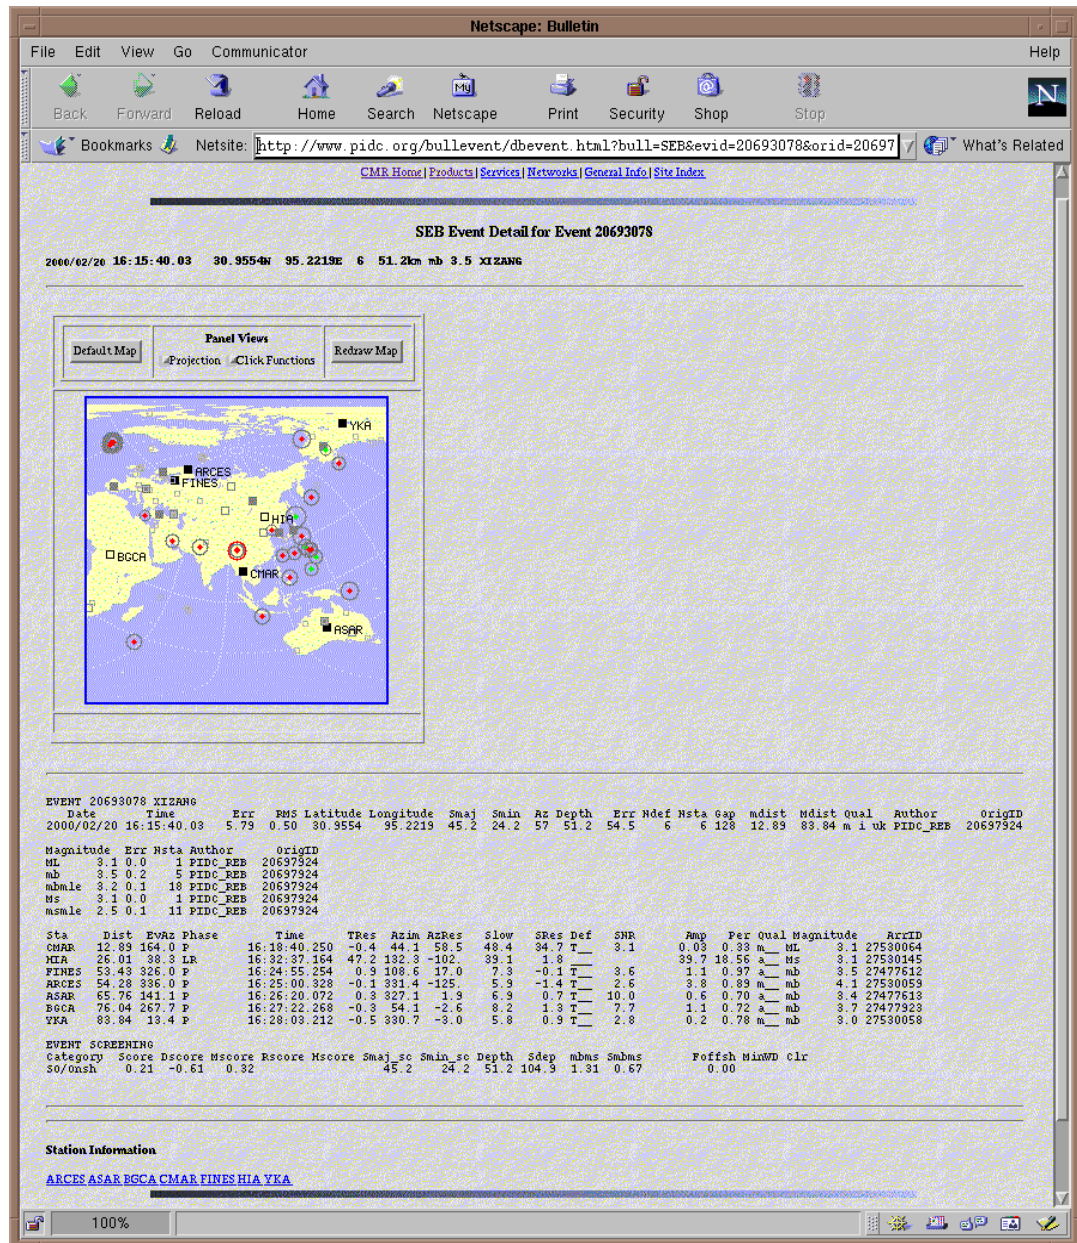 Netscape: Bulletin
File Edit View Go Communicator Help
Back Forward Reload Home Search Netscape Print Security Shop Stop
My
N
Bookmarks Netsite: http://www.pidc.org/bullevent/dbevent.html?bull=SEB&evid=20693078&orid=20697 What's Related
CMR Home | Products | Services | Networks | General Info | Site Index
SEB Event Detail for Event 20693078
2000/02/20 16:15:40.03 30.9554N 95.2219E 6 51.2km mb 3.5 XIZANG
Default Map
Panel Views
Projection Click Functions
Redraw Map
YKA
ARCES
FINES
HIA
BGCA
CMAR
ASAR
EVENT 20693078 XIZANG
Date Time Err RMS Latitude Longitude Smaj Smin Az Depth Err Ndef Nsta Gap mdist Mdist Qual Author OrigID
2000/02/20 16:15:40.03 5.79 0.50 30.9554 95.2219 45.2 24.2 57 51.2 54.5 6 6 128 12.89 83.84 m i uk PIDC_REB 20697924
Magnitude Err Nsta Author OrigID
ML 3.1 0.0 1 PIDC_REB 20697924
mb 3.5 0.2 5 PIDC_REB 20697924
mbmle 3.2 0.1 18 PIDC_REB 20697924
Ms 3.1 0.0 1 PIDC_REB 20697924
msmle 2.5 0.1 11 PIDC_REB 20697924
Sta Dist EvAz Phase Time TRes Azim AzRes Slow SRes Def SNR Amp Per Qual Magnitude ArrID
CMAR 12.89 164.0 P 16:18:40.250 -0.4 44.1 58.5 48.4 34.7 T__ 3.1 0.03 0.33 m__ ML 3.1 27530064
HIA 26.01 38.3 LR 16:32:37.164 47.2 132.3 -102. 39.1 1.8 ___ 39.7 18.56 a__ Ms 3.1 27530145
FINES 53.43 326.0 P 16:24:55.254 0.9 108.6 17.0 7.3 -0.1 T__ 3.6 1.1 0.97 a__ mb 3.5 27477612
ARCES 54.28 336.0 P 16:25:00.328 -0.1 331.4 -125. 5.9 -1.4 T__ 2.6 3.8 0.89 m__ mb 4.1 27530059
ASAR 65.76 141.1 P 16:26:20.072 0.3 327.1 1.9 6.9 0.7 T__ 10.0 0.6 0.70 a__ mb 3.4 27477613
BGCA 76.04 267.7 P 16:27:22.268 -0.3 54.1 -2.6 8.2 1.3 T__ 7.7 1.1 0.72 a__ mb 3.7 27477923
YKA 83.84 13.4 P 16:28:03.212 -0.5 330.7 -3.0 5.8 0.9 T__ 2.8 0.2 0.78 m__ mb 3.0 27530058
EVENT SCREENING
Category Score Dscore Mscore Rscore Hscore Smaj_sc Smin_sc Depth Sdep mbms Smbms Foffsh MinWD Clr
SO/Onsh 0.21 -0.61 0.32 45.2 24.2 51.2 104.9 1.31 0.67 0.00
Station Information
ARCES ASAR BGCA CMAR FINES HIA YKA
100%